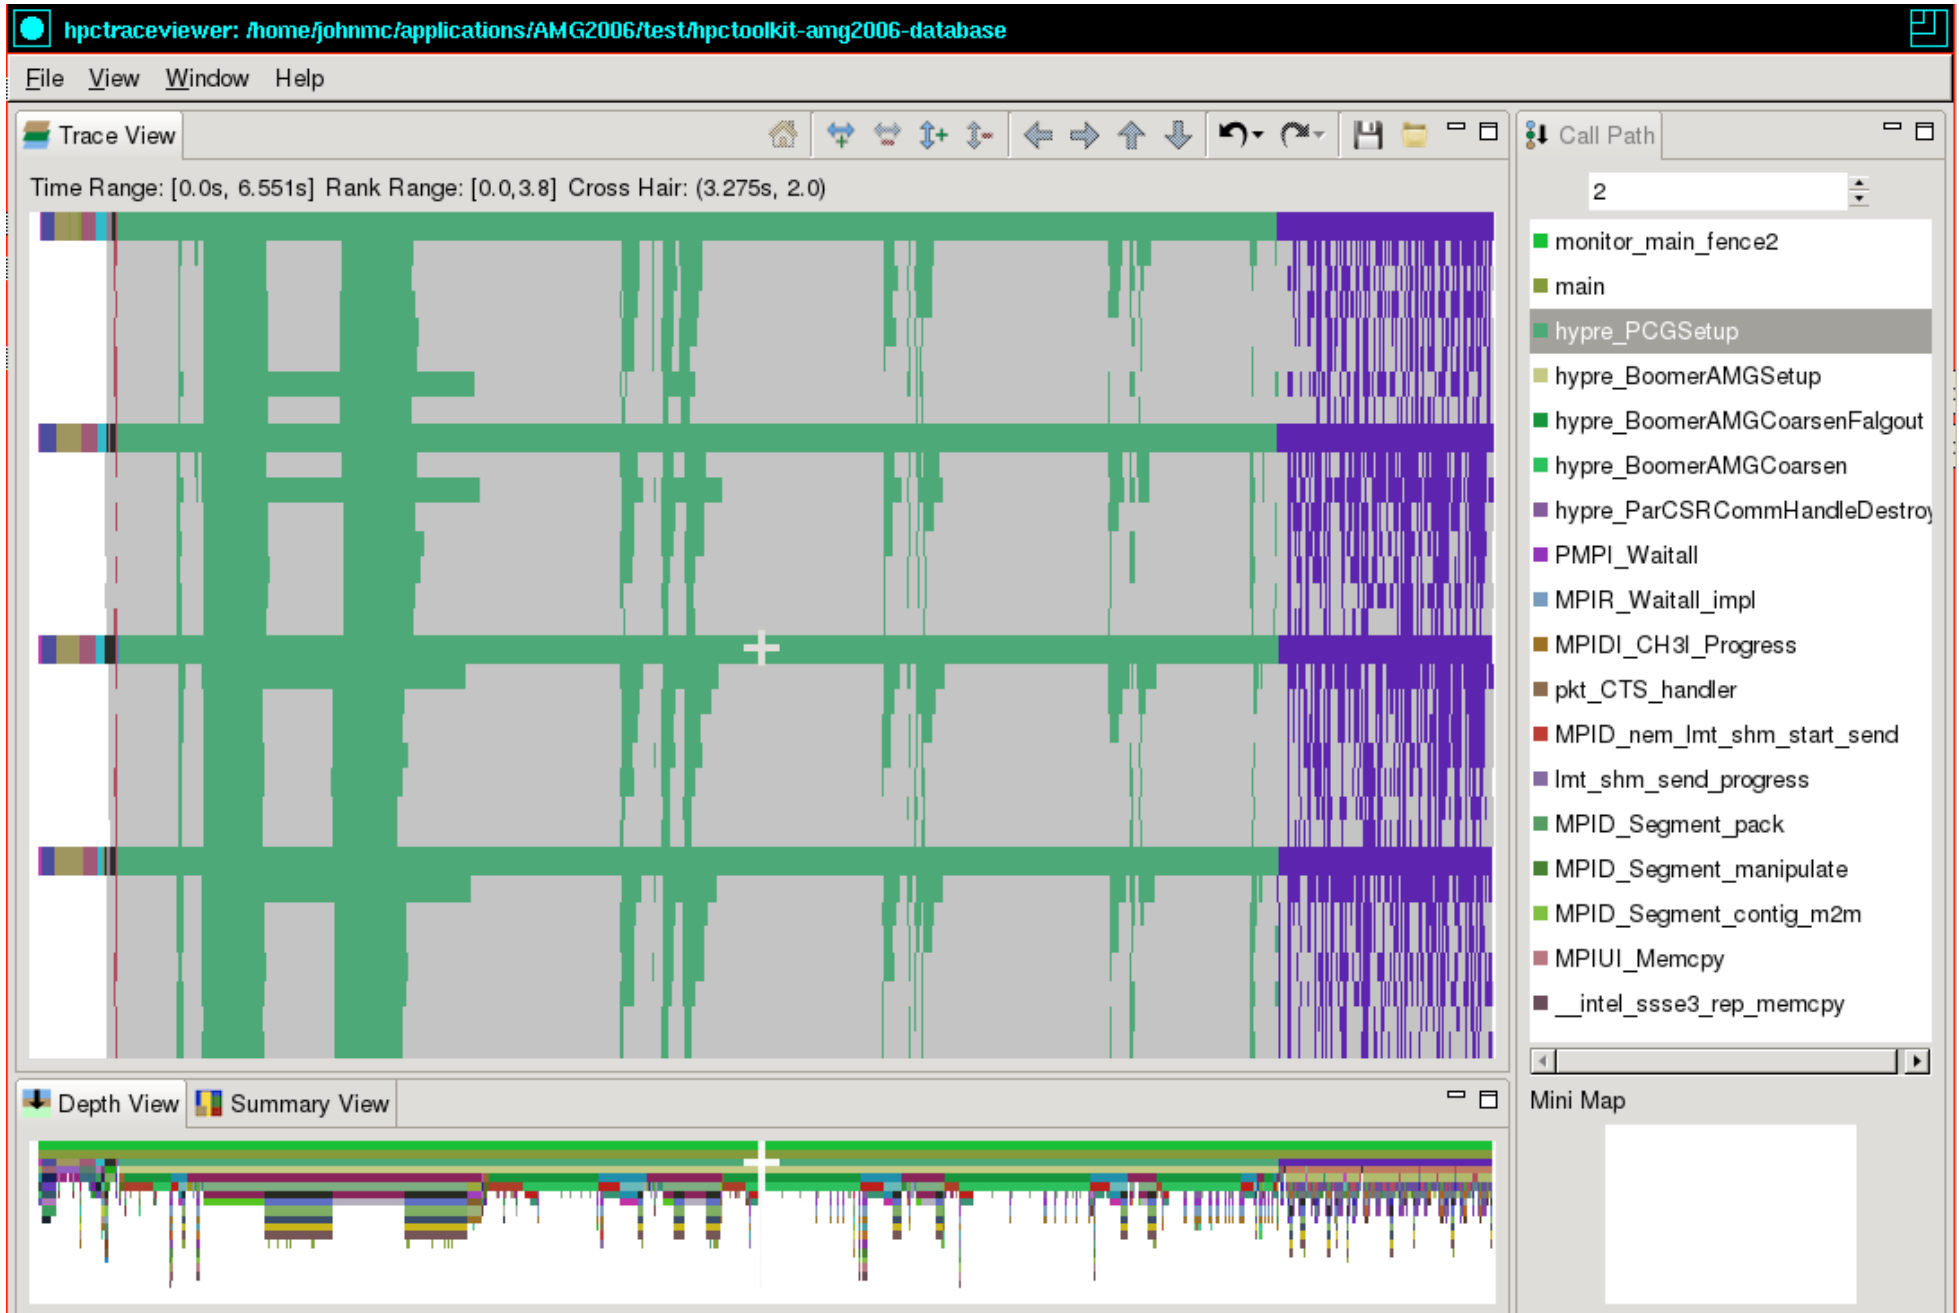 hpctraceviewer: /home/johnmc/applications/AMG2006/test/hpctoolkit-amg2006-database
File View Window Help
Trace View
Call Path
Time Range: [0.0s, 6.551s] Rank Range: [0.0,3.8] Cross Hair: (3.275s, 2.0)
2
monitor_main_fence2
main
hypre_PCGSetup
hypre_BoomerAMGSetup
hypre_BoomerAMGCoarsenFalgout
hypre_BoomerAMGCoarsen
hypre_ParCSRCommHandleDestroy
PMPI_Waitall
MPIR_Waitall_impl
MPIDI_CH3I_Progress
pkt_CTS_handler
MPID_nem_lmt_shm_start_send
lmt_shm_send_progress
MPID_Segment_pack
MPID_Segment_manipulate
MPID_Segment_contig_m2m
MPIUI_Memcpy
__intel_ssse3_rep_memcpy
Depth View Summary View
Mini Map